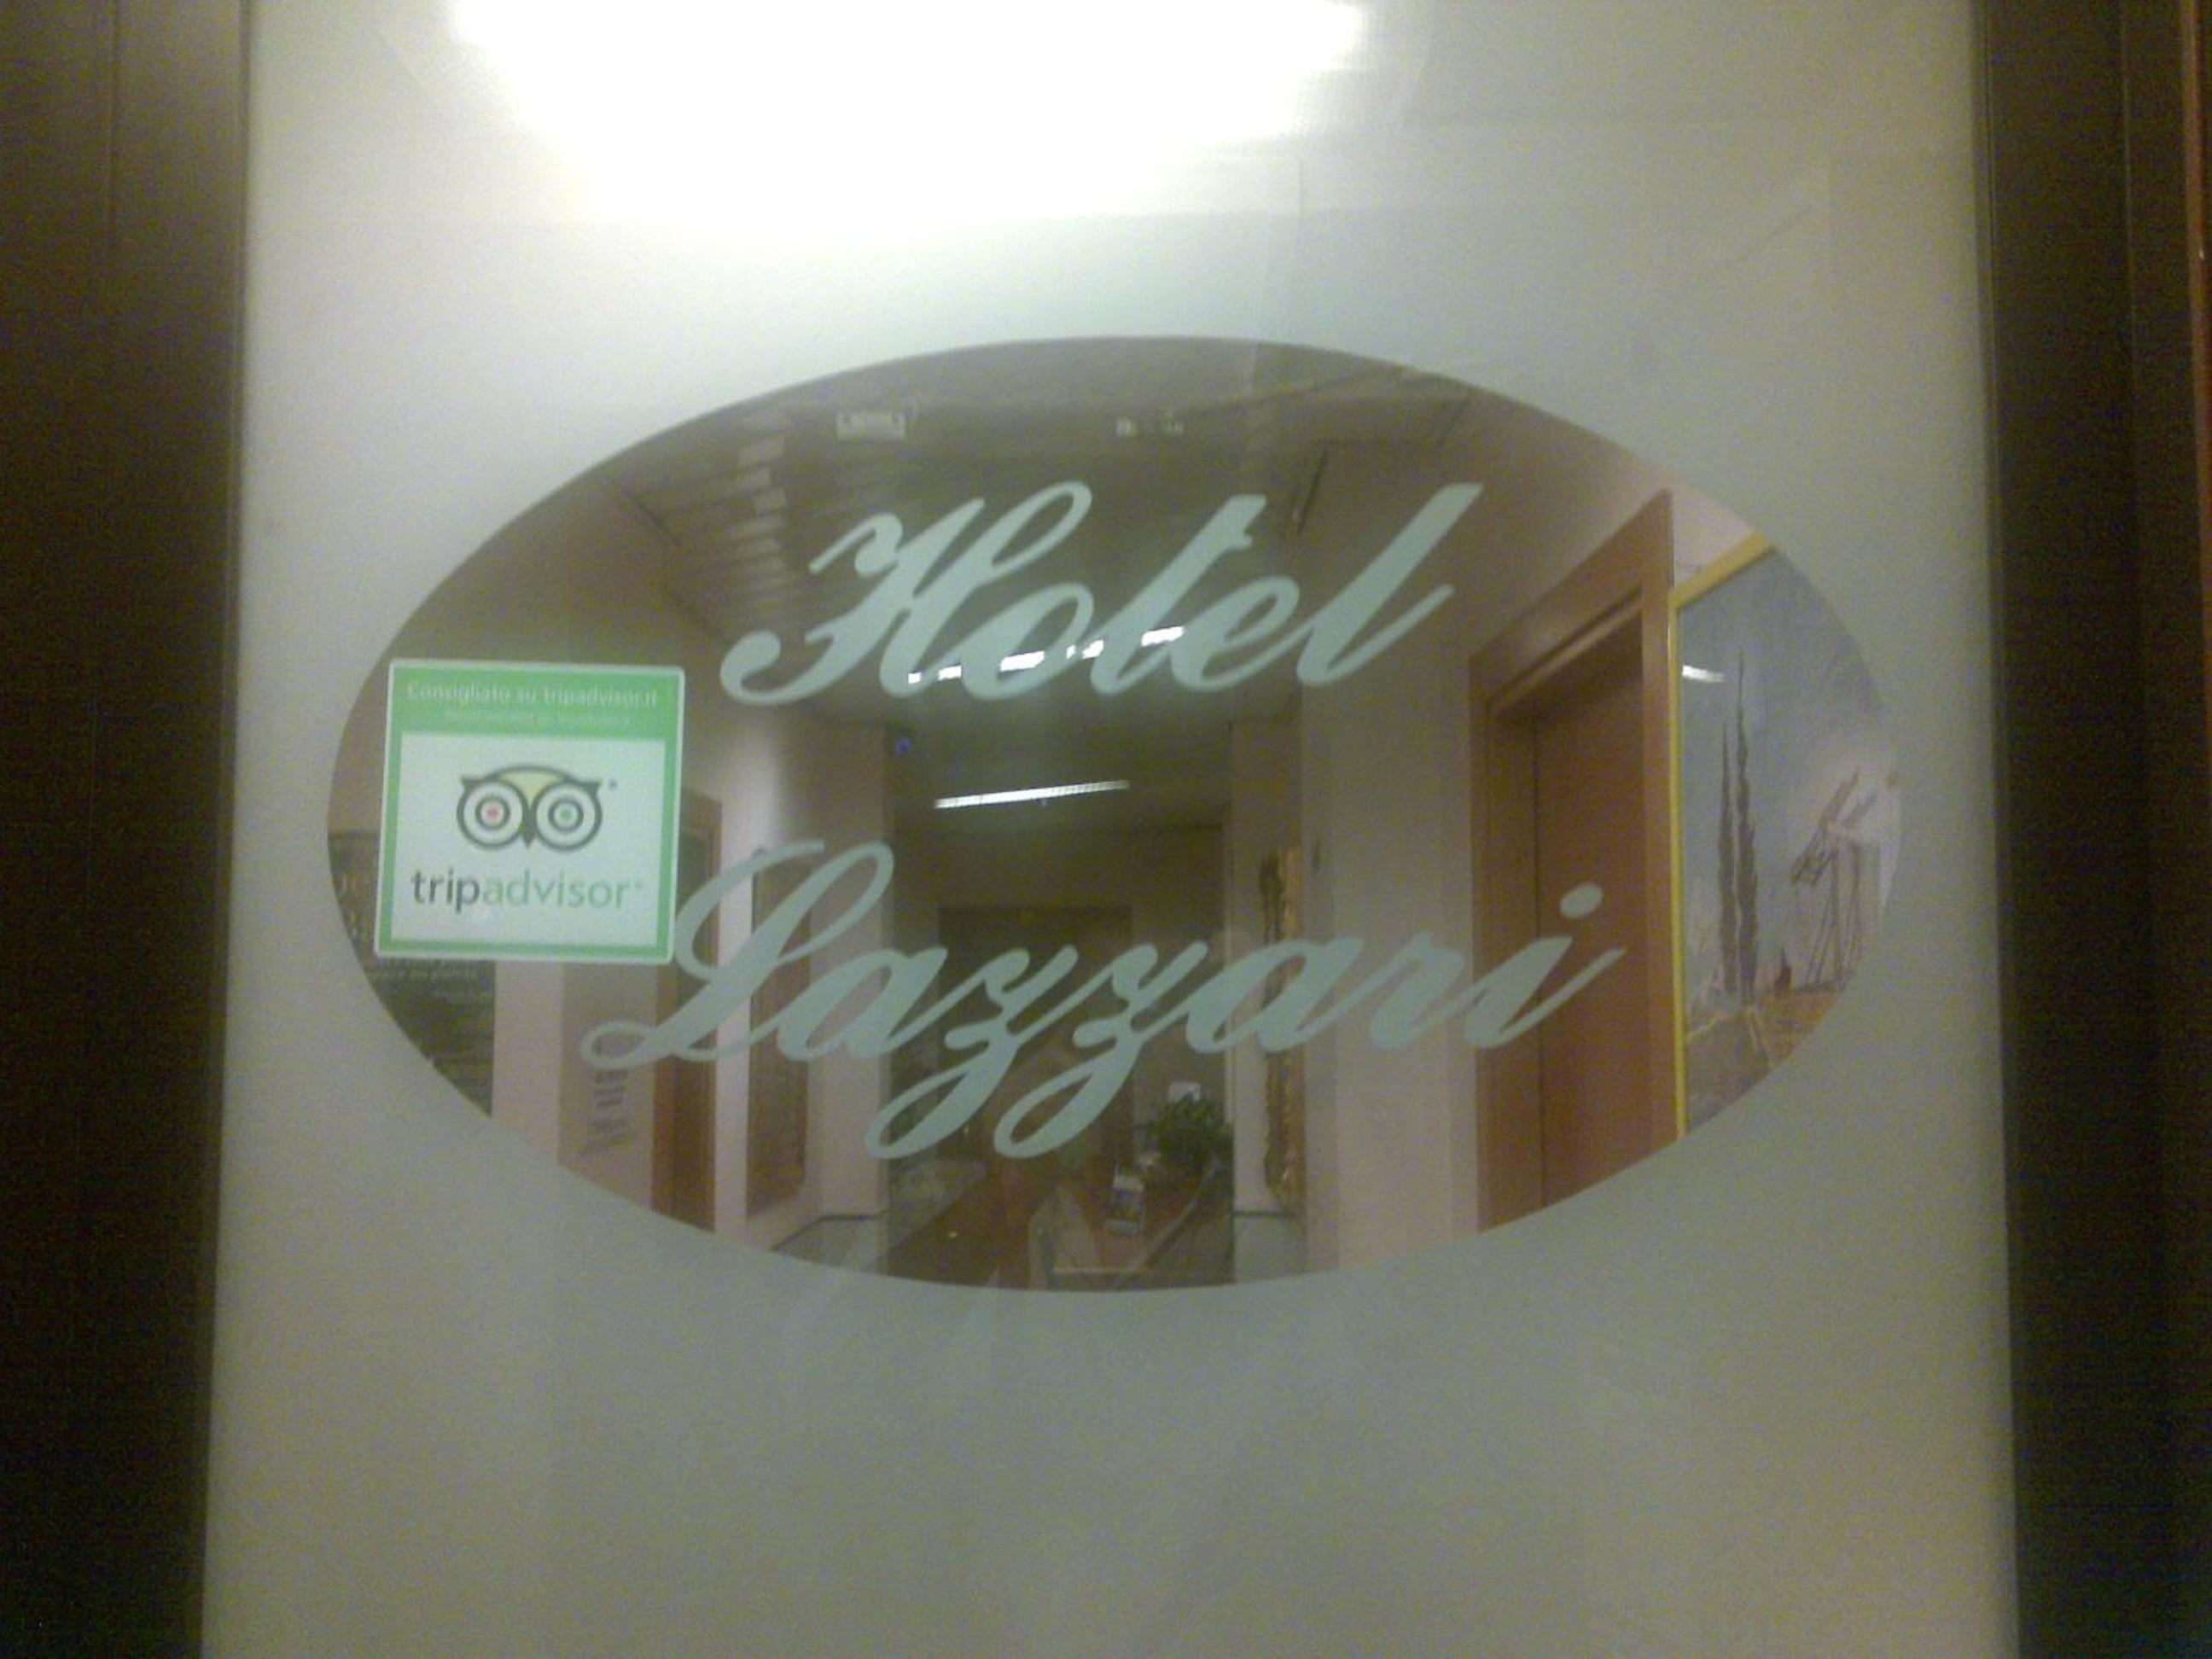 Hotel
Lazzari
Consigliato su tripadvisor.it
tripadvisor